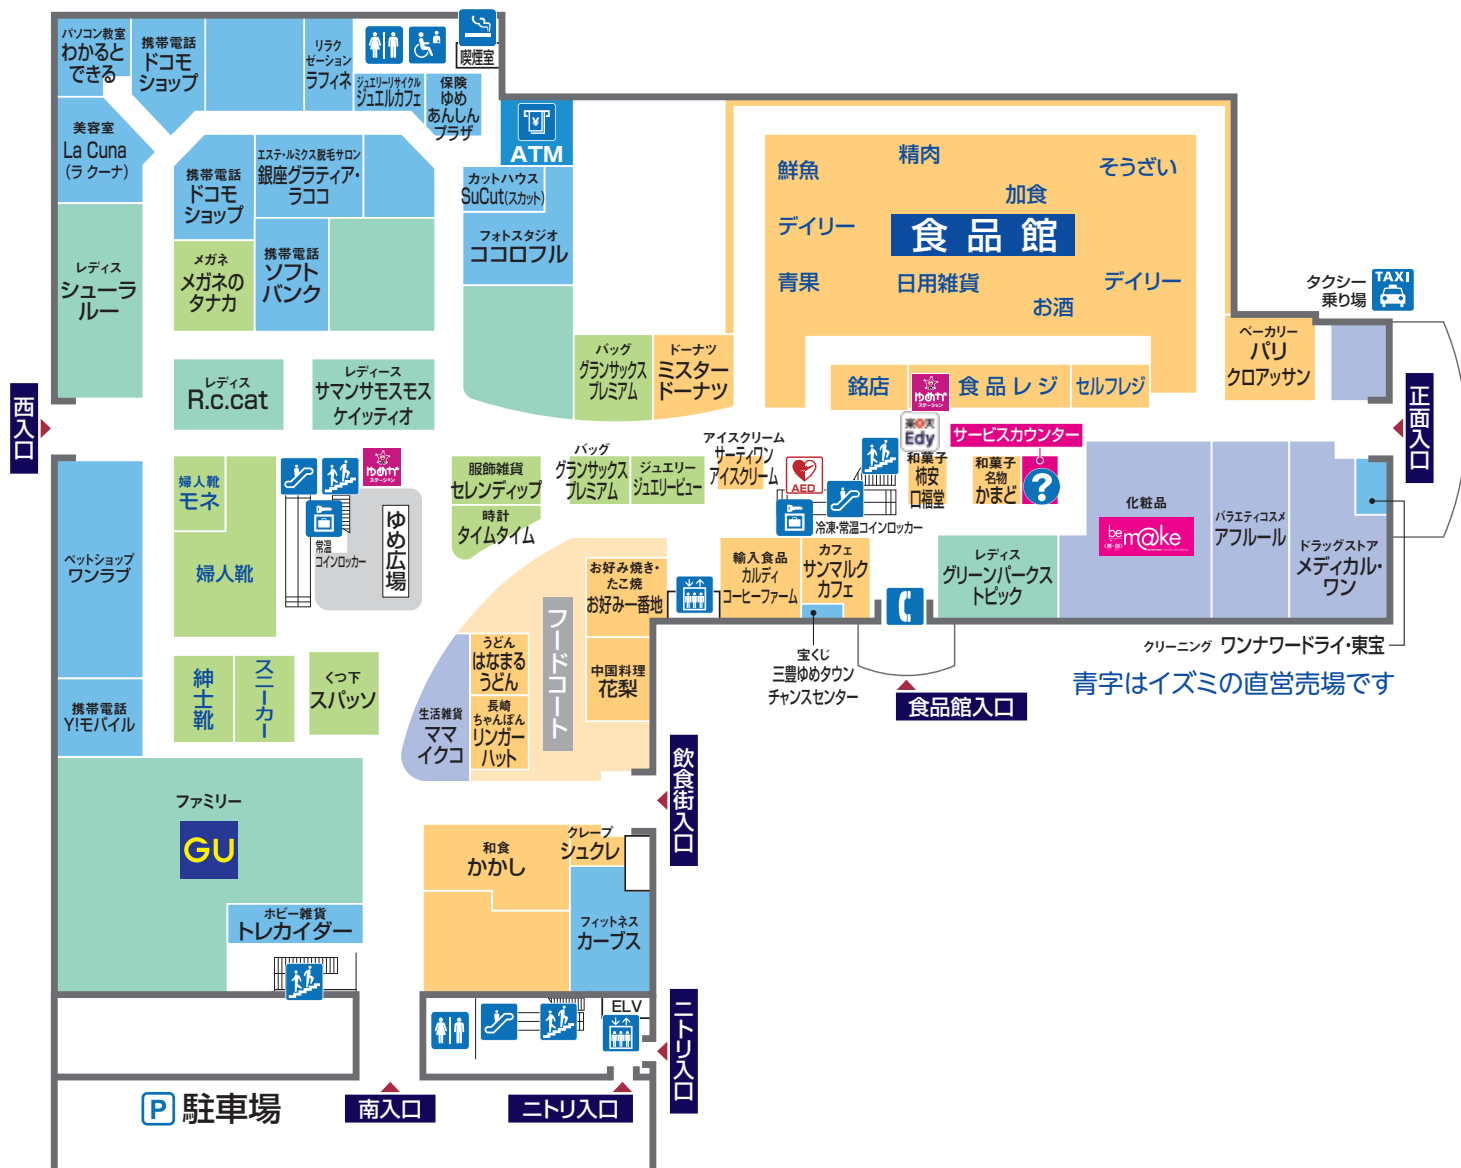 パソコン教室
わかると
できる
携帯電話
ドコモ
ショップ
リラク
ゼーション
ラフィネ
喫煙室
ジュエリーリサイクル
ジュエルカフェ
保険
ゆめ
あんしん
プラザ
ATM
美容室
La Cuna
(ラ クーナ)
携帯電話
ドコモ
ショップ
エステ・ルミクス脱毛サロン
銀座グラティア・
ラココ
カットハウス
SuCut(スカット)
フォトスタジオ
ココロフル
レディス
シューラ
ルー
メガネ
メガネの
タナカ
携帯電話
ソフト
バンク
鮮魚
精肉
そうざい
加食
デイリー
食品館
青果
日用雑貨
デイリー
お酒
タクシー
乗り場
TAXI
ベーカリー
パリ
クロアッサン
正面入口
西入口
レディス
R.c.cat
レディース
サマンサモスモス
ケイッティオ
バッグ
グランサックス
プレミアム
ドーナツ
ミスター
ドーナツ
銘店
ゆめか
ステーション
食品レジ
セルフレジ
楽天
Edy
サービスカウンター
婦人靴
モネ
婦人靴
ゆめか
ステーション
常温
コインロッカー
ゆめ広場
服飾雑貨
セレンディップ
時計
タイムタイム
バッグ
グランサックス
プレミアム
ジュエリー
ジュエリービュー
アイスクリーム
サーティワン
アイスクリーム
AED
冷凍・常温コインロッカー
和菓子
柿安
口福堂
和菓子
名物
かまど
?
化粧品
be
m@ke
バラエティコスメ
アフルール
ドラッグストア
メディカル・
ワン
ペットショップ
ワンラブ
お好み焼き・
たこ焼
お好み一番地
輸入食品
カルディ
コーヒーファーム
カフェ
サンマルク
カフェ
レディス
グリーンパークス
トピック
クリーニング ワンナワードライ・東宝
宝くじ
三豊ゆめタウン
チャンスセンター
食品館入口
青字はイズミの直営売場です
携帯電話
Y!モバイル
紳士靴
スニーカー
くつ下
スパッソ
生活雑貨
ママ
イクコ
うどん
はなまる
うどん
長崎
ちゃんぽん
リンガー
ハット
フードコート
中国料理
花梨
飲食街入口
ファミリー
GU
ホビー雑貨
トレカイダー
和食
かかし
クレープ
シュクレ
フィットネス
カーブス
ELV
ニトリ入口
P 駐車場
南入口
ニトリ入口